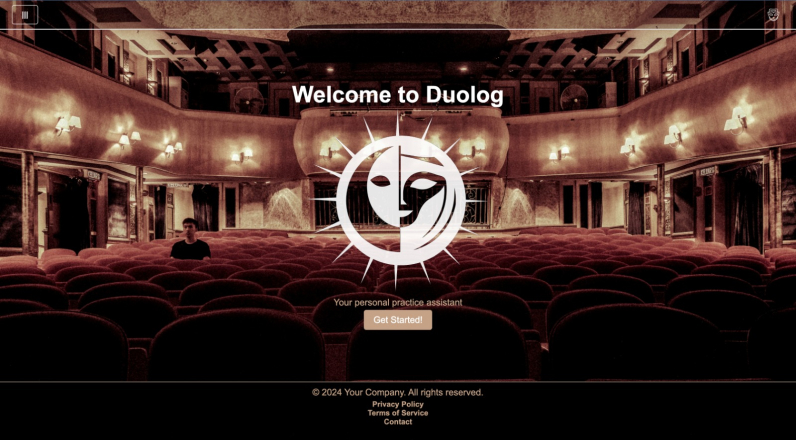 Welcome to Duolog
Your personal practice assistant
Get Started!
© 2024 Your Company. All rights reserved.
Privacy Policy
Terms of Service
Contact